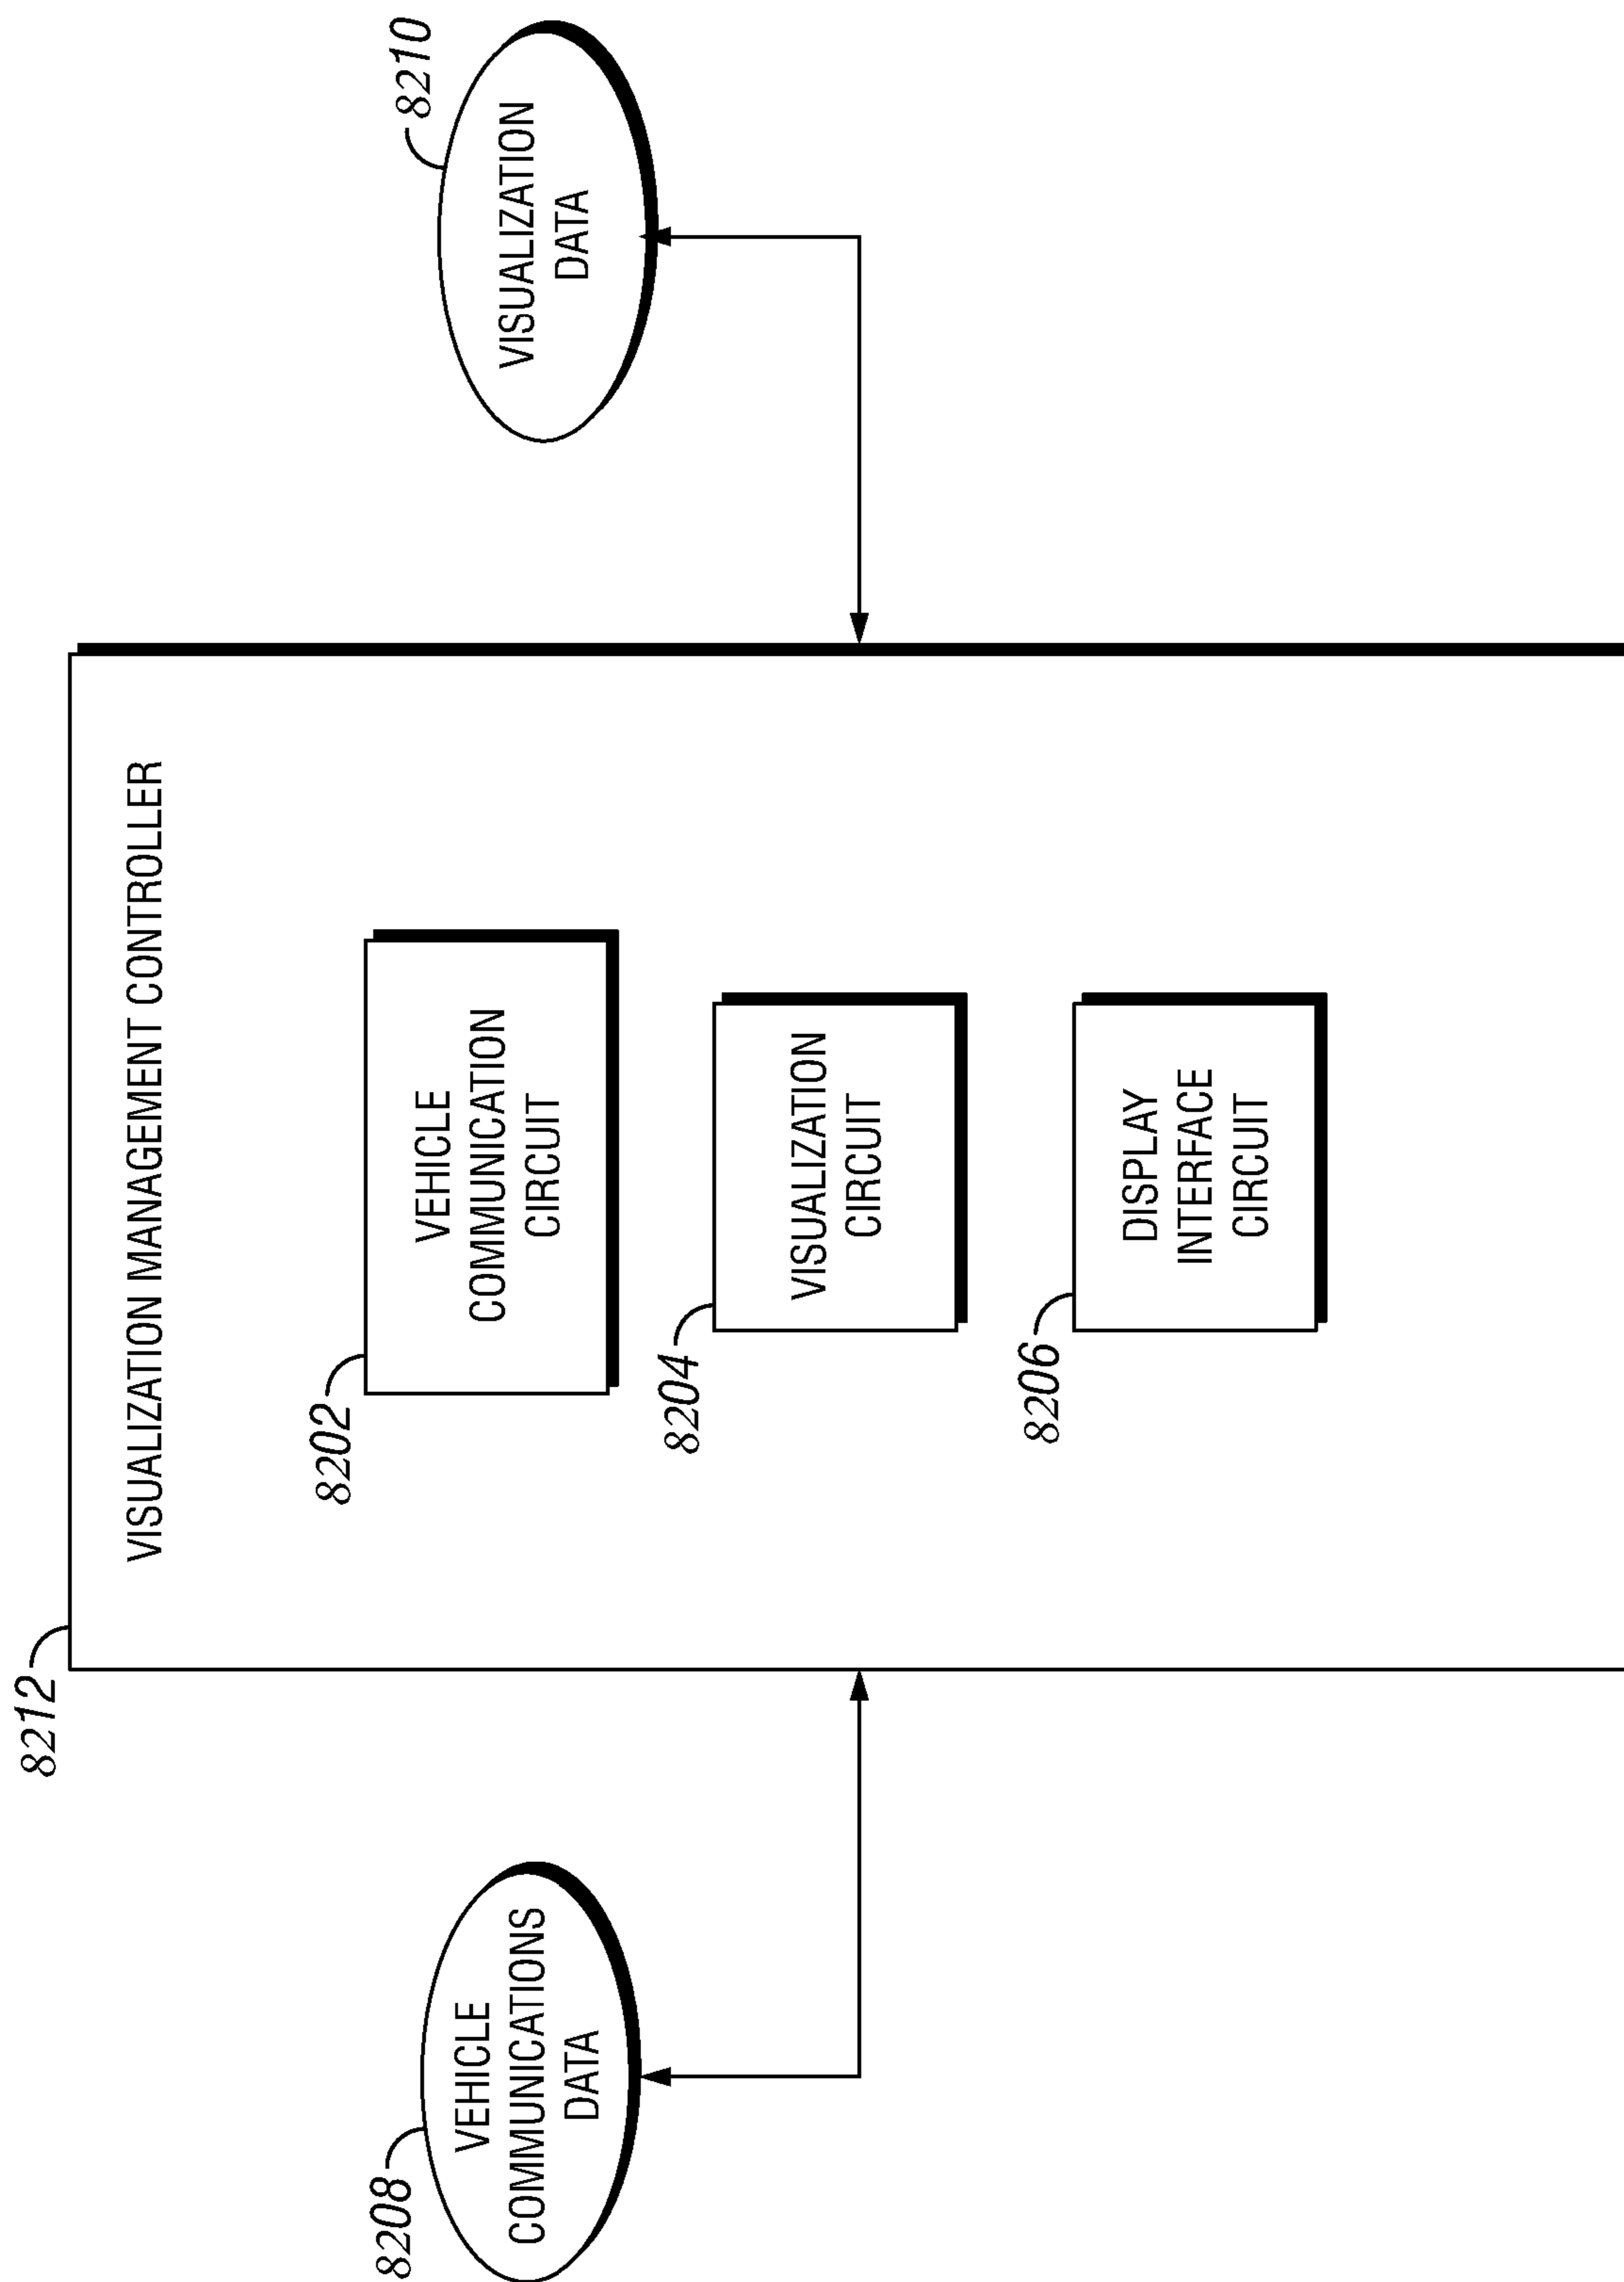 8212
VISUALIZATION MANAGEMENT CONTROLLER
8208
VEHICLE
COMMUNICATIONS
DATA
8202
VEHICLE
COMMUNICATION
CIRCUIT
8204
VISUALIZATION
CIRCUIT
8206
DISPLAY
INTERFACE
CIRCUIT
8210
VISUALIZATION
DATA